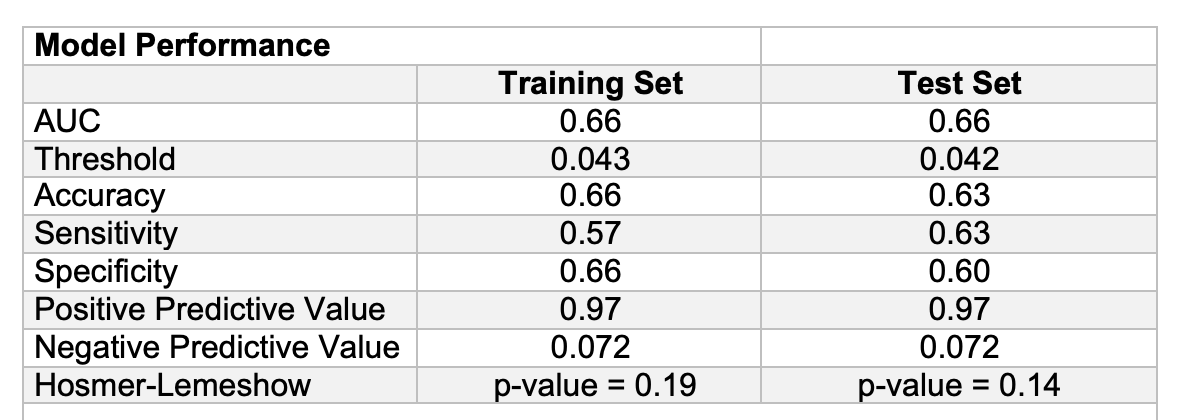 Model Performance
Training Set Test Set
AUC 0.66 0.66
Threshold 0.043 0.042
Accuracy 0.66 0.63
Sensitivity 0.57 0.63
Specificity 0.66 0.60
Positive Predictive Value 0.97 0.97
Negative Predictive Value 0.072 0.072
Hosmer-Lemeshow p-value = 0.19 p-value = 0.14